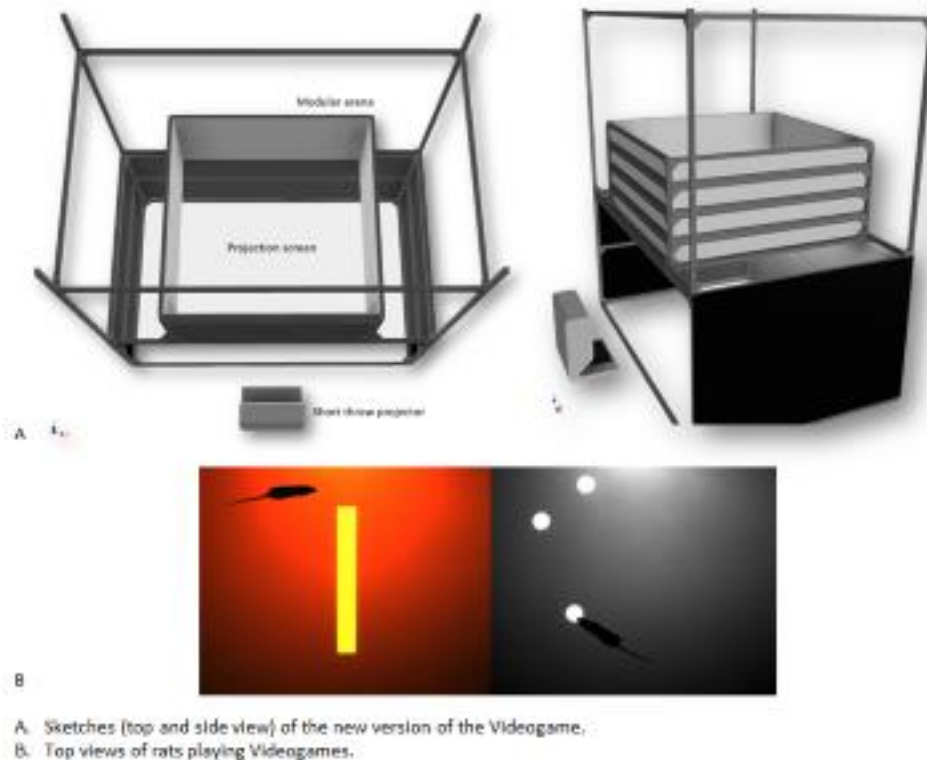 Modular arena
Projection screen
Short throw projector
A
B
A. Sketches (top and side view) of the new version of the Videogame.
B. Top views of rats playing Videogames.